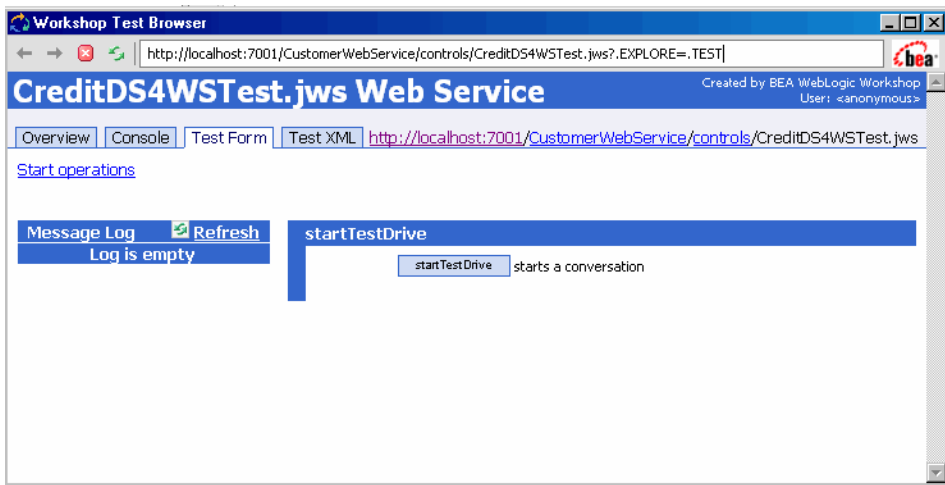 Workshop Test Browser
http://localhost:7001/CustomerWebService/controls/CreditDS4WSTest.jws?.EXPLORE=.TEST
bea
CreditDS4WSTest.jws Web Service
Created by BEA WebLogic Workshop
User: <anonymous>
Overview Console Test Form Test XML http://localhost:7001/CustomerWebService/controls/CreditDS4WSTest.jws
Start operations
Message Log Refresh
Log is empty
startTestDrive
startTestDrive starts a conversation